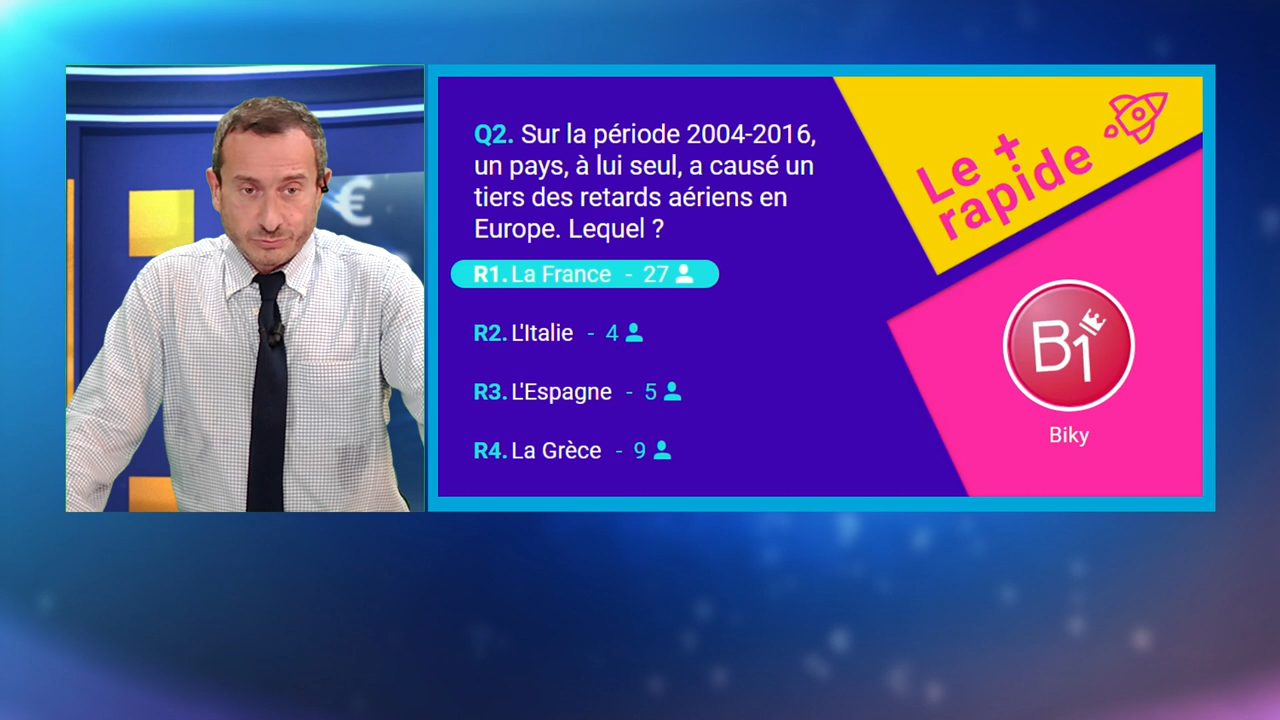 Q2. Sur la période 2004-2016,
un pays, à lui seul, a causé un
tiers des retards aériens en
Europe. Lequel ?
R1. La France - 27
R2. L'Italie - 4
R3. L'Espagne - 5
R4. La Grèce - 9
Le +
rapide
B1
Biky
€